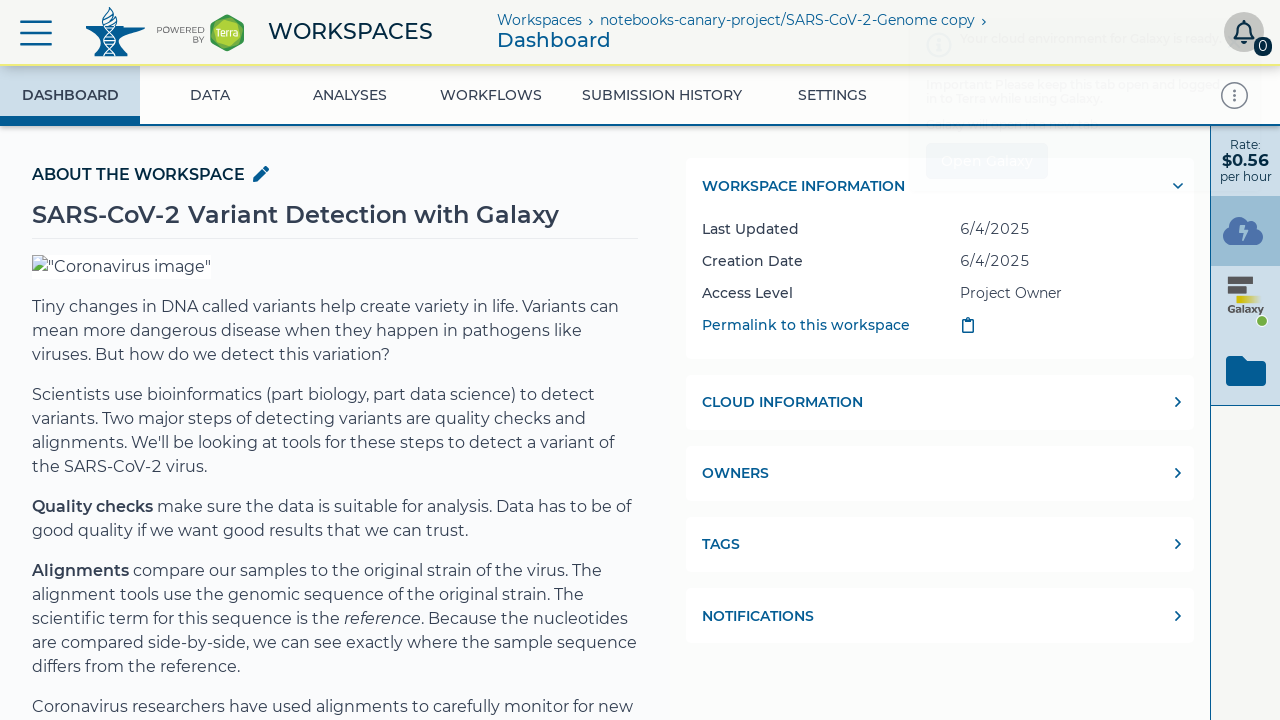 POWERED
BY
Terra
WORKSPACES
Workspaces › notebooks-canary-project/SARS-CoV-2-Genome copy ›
Dashboard
0
Your cloud environment for Galaxy is ready.
Important: Please keep this tab open and logged
in to Terra while using Galaxy.
Open Galaxy
DASHBOARD
DATA
ANALYSES
WORKFLOWS
SUBMISSION HISTORY
SETTINGS
Rate:
$0.56
per hour
Galaxy
ABOUT THE WORKSPACE
SARS-CoV-2 Variant Detection with Galaxy
"Coronavirus image"
Tiny changes in DNA called variants help create variety in life. Variants can
mean more dangerous disease when they happen in pathogens like
viruses. But how do we detect this variation?
Scientists use bioinformatics (part biology, part data science) to detect
variants. Two major steps of detecting variants are quality checks and
alignments. We'll be looking at tools for these steps to detect a variant of
the SARS-CoV-2 virus.
Quality checks make sure the data is suitable for analysis. Data has to be of
good quality if we want good results that we can trust.
Alignments compare our samples to the original strain of the virus. The
alignment tools use the genomic sequence of the original strain. The
scientific term for this sequence is the reference. Because the nucleotides
are compared side-by-side, we can see exactly where the sample sequence
differs from the reference.
Coronavirus researchers have used alignments to carefully monitor for new
WORKSPACE INFORMATION
Last Updated 6/4/2025
Creation Date 6/4/2025
Access Level Project Owner
Permalink to this workspace
CLOUD INFORMATION
OWNERS
TAGS
NOTIFICATIONS